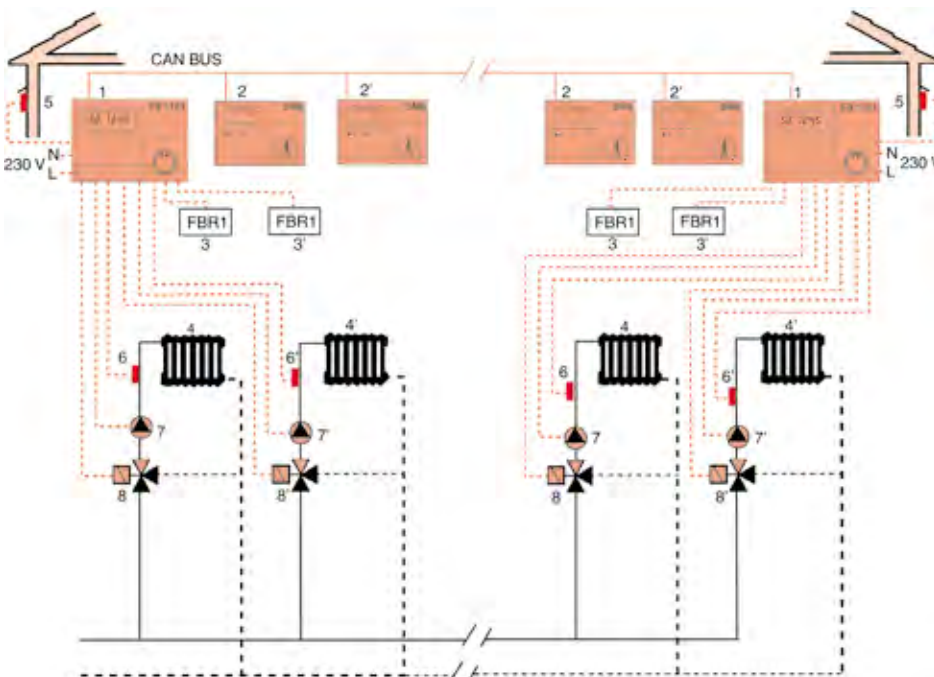 CAN BUS
1 2 2' 2 2' 1
5 5
N N
230 V 230 V
L L
FBR1 FBR1 FBR1 FBR1
3 3' 3 3'
4 4' 4 4'
6 6' 6 6'
7 7' 7 7'
8 8' 8 8'